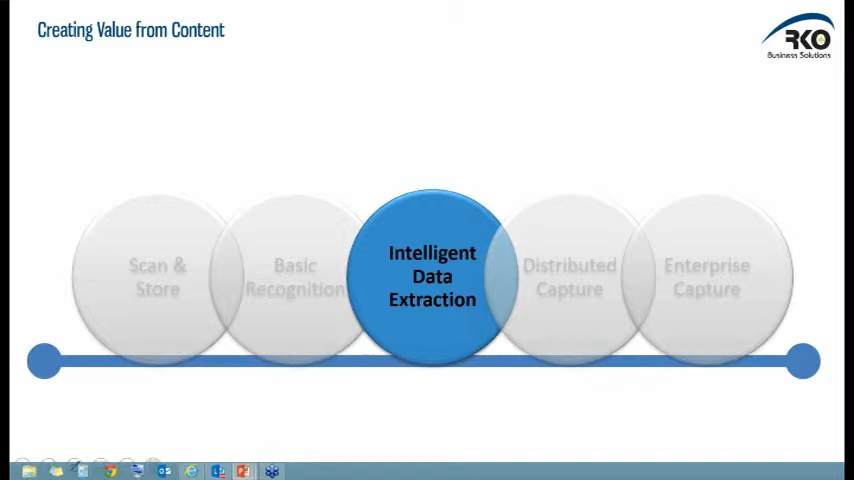 Creating Value from Content
RKO
Business Solutions
Scan &
Store
Basic
Recognition
Intelligent
Data
Extraction
Distributed
Capture
Enterprise
Capture